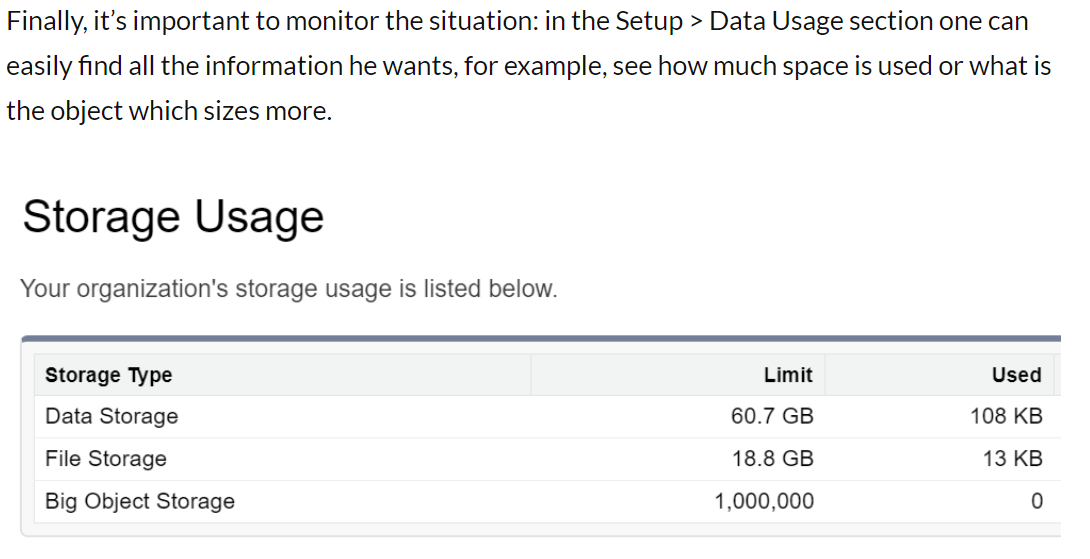 Finally, it’s important to monitor the situation: in the Setup > Data Usage section one can
easily find all the information he wants, for example, see how much space is used or what is
the object which sizes more.
Storage Usage
Your organization's storage usage is listed below.
Storage Type Limit Used
Data Storage 60.7 GB 108 KB
File Storage 18.8 GB 13 KB
Big Object Storage 1,000,000 0